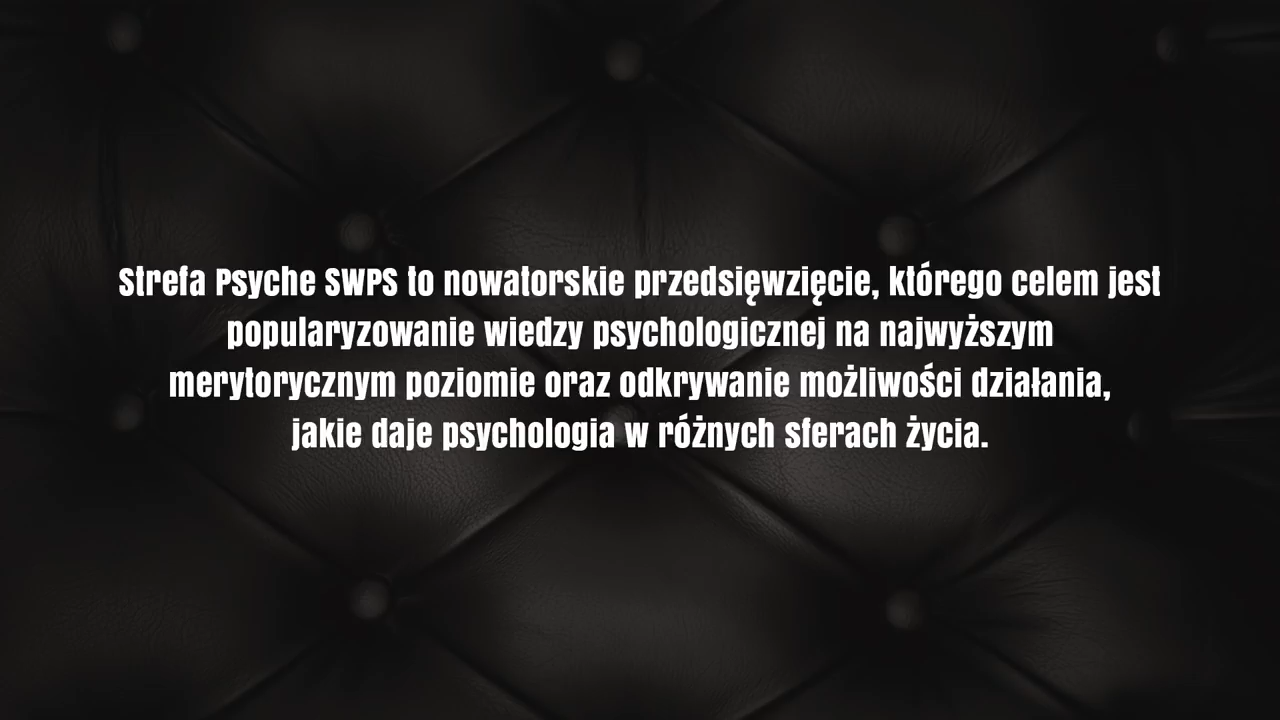 Strefa Psyche SWPS to nowatorskie przedsięwzięcie, którego celem jest
popularyzowanie wiedzy psychologicznej na najwyższym
merytorycznym poziomie oraz odkrywanie możliwości działania,
jakie daje psychologia w różnych sferach życia.